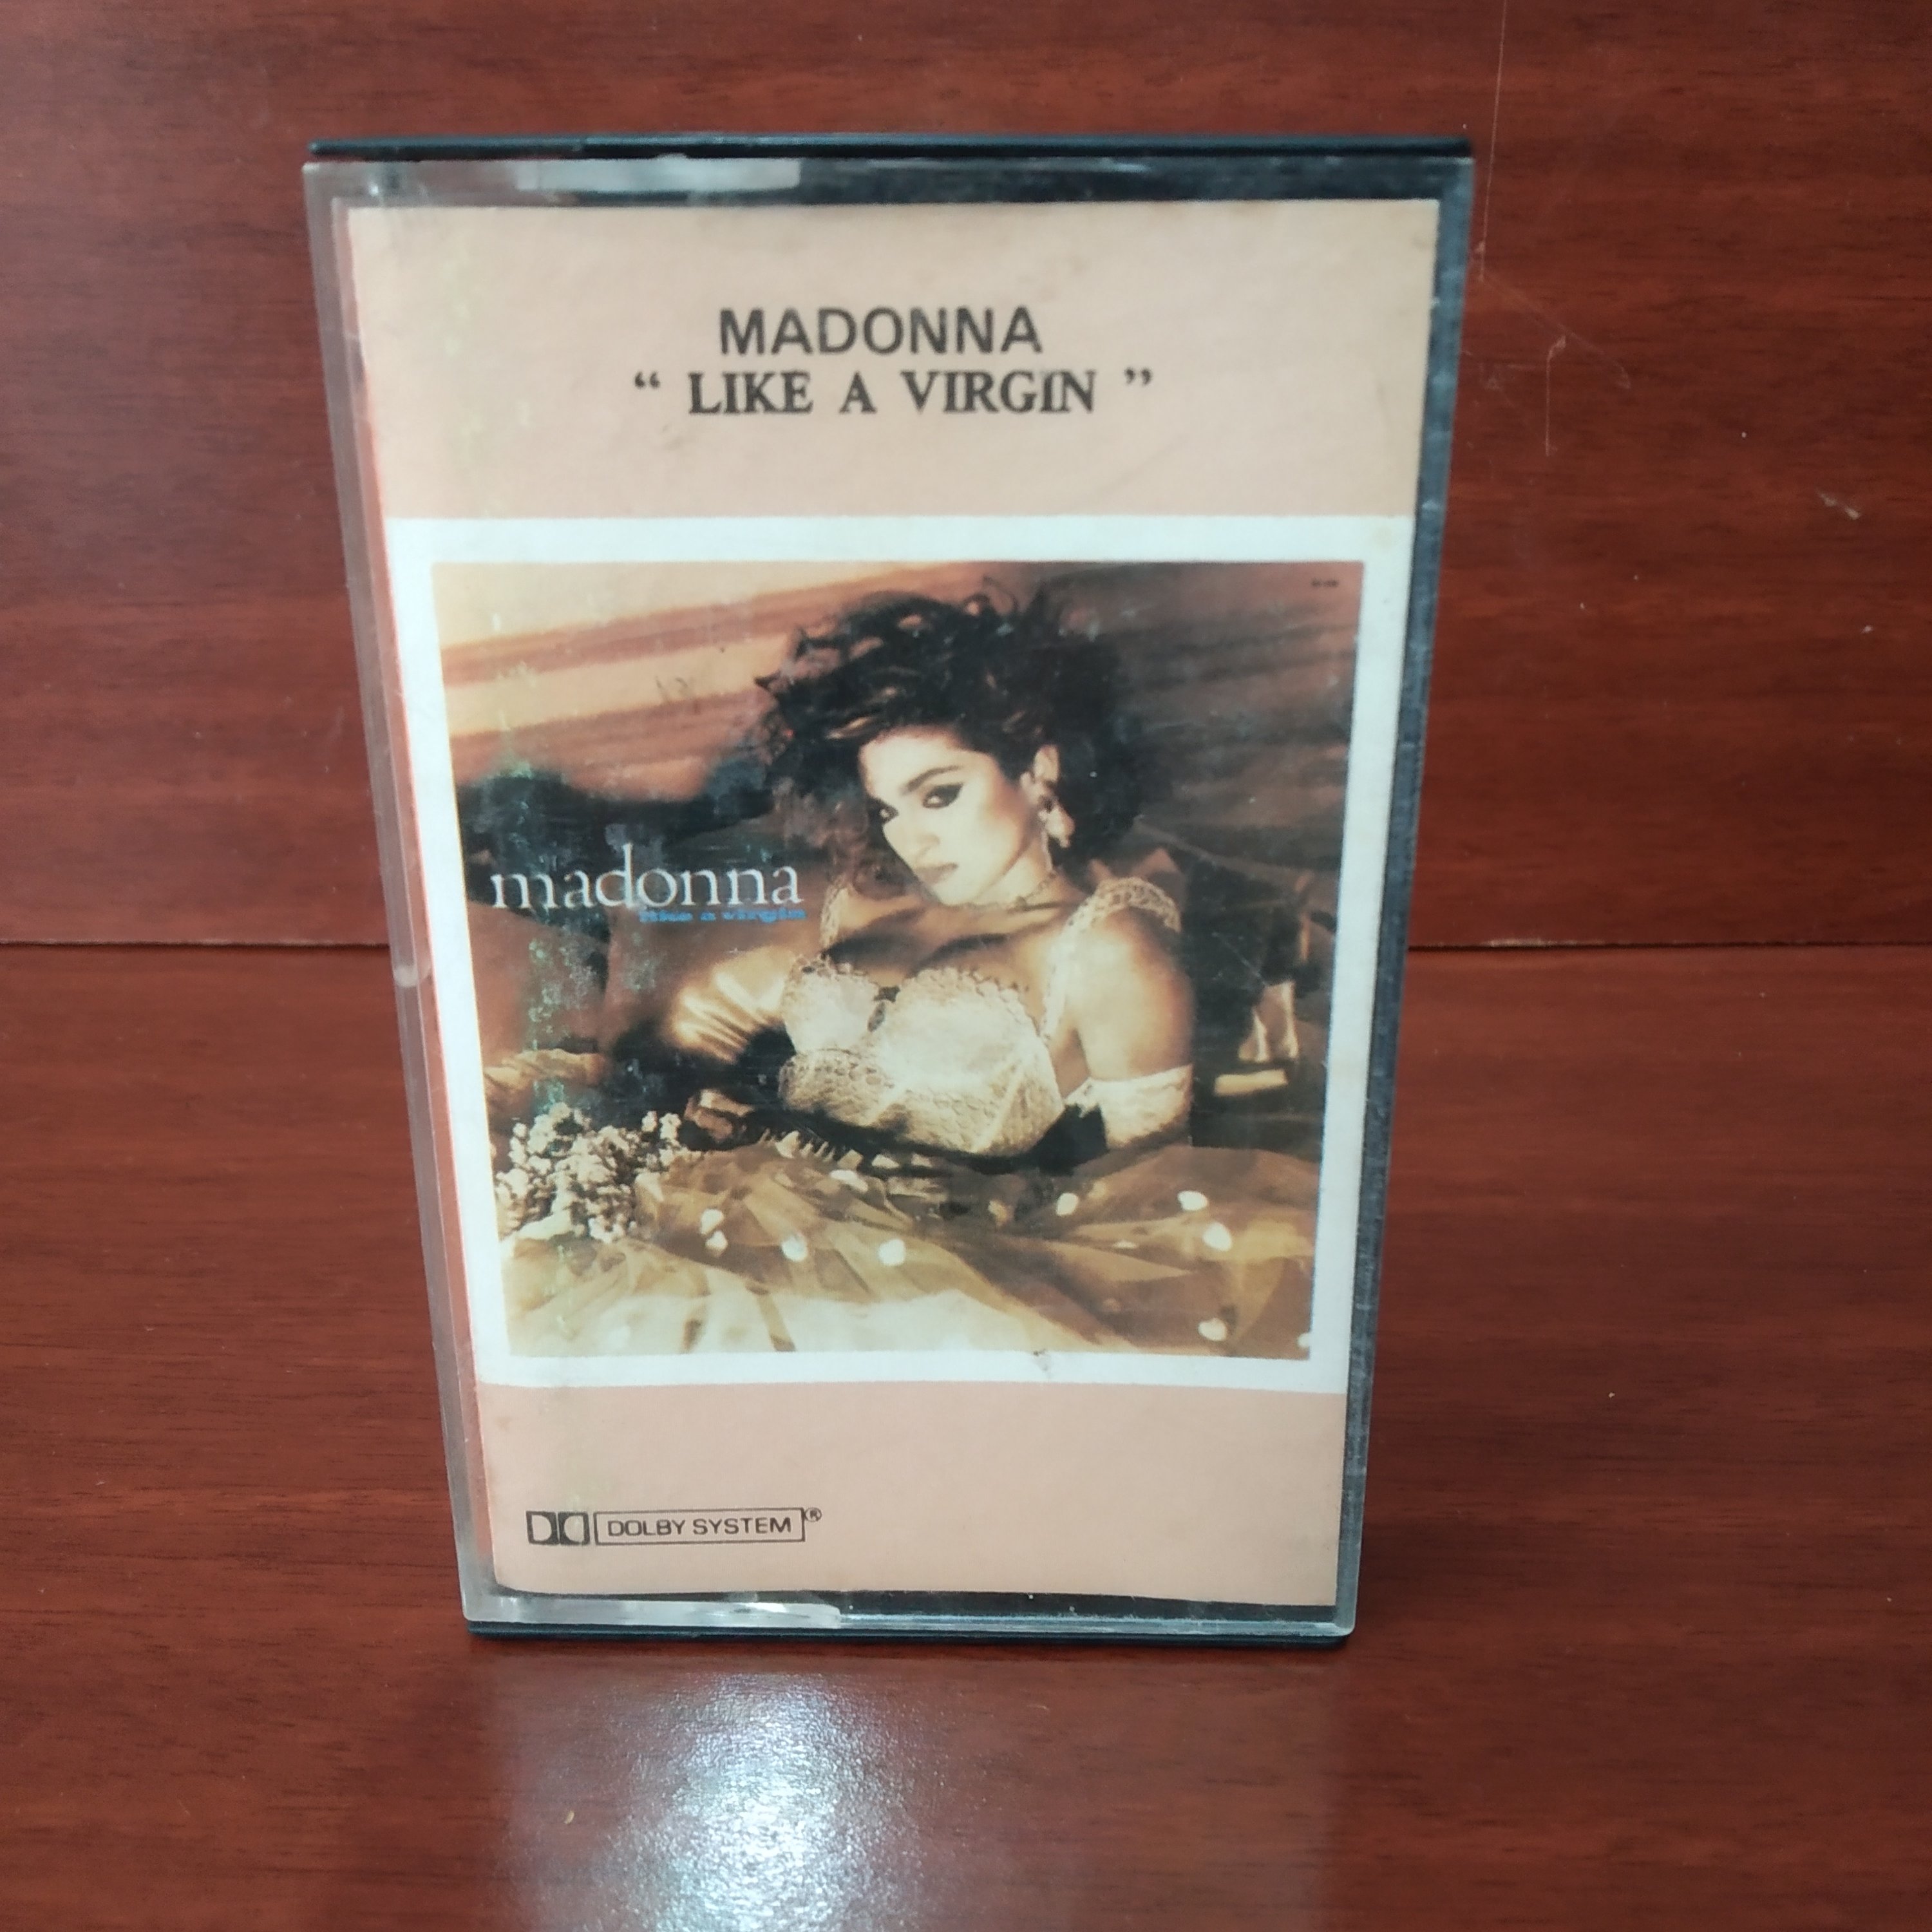 MADONNA
“ LIKE A VIRGIN ”
madonna
like a virgin
DOLBY SYSTEM®